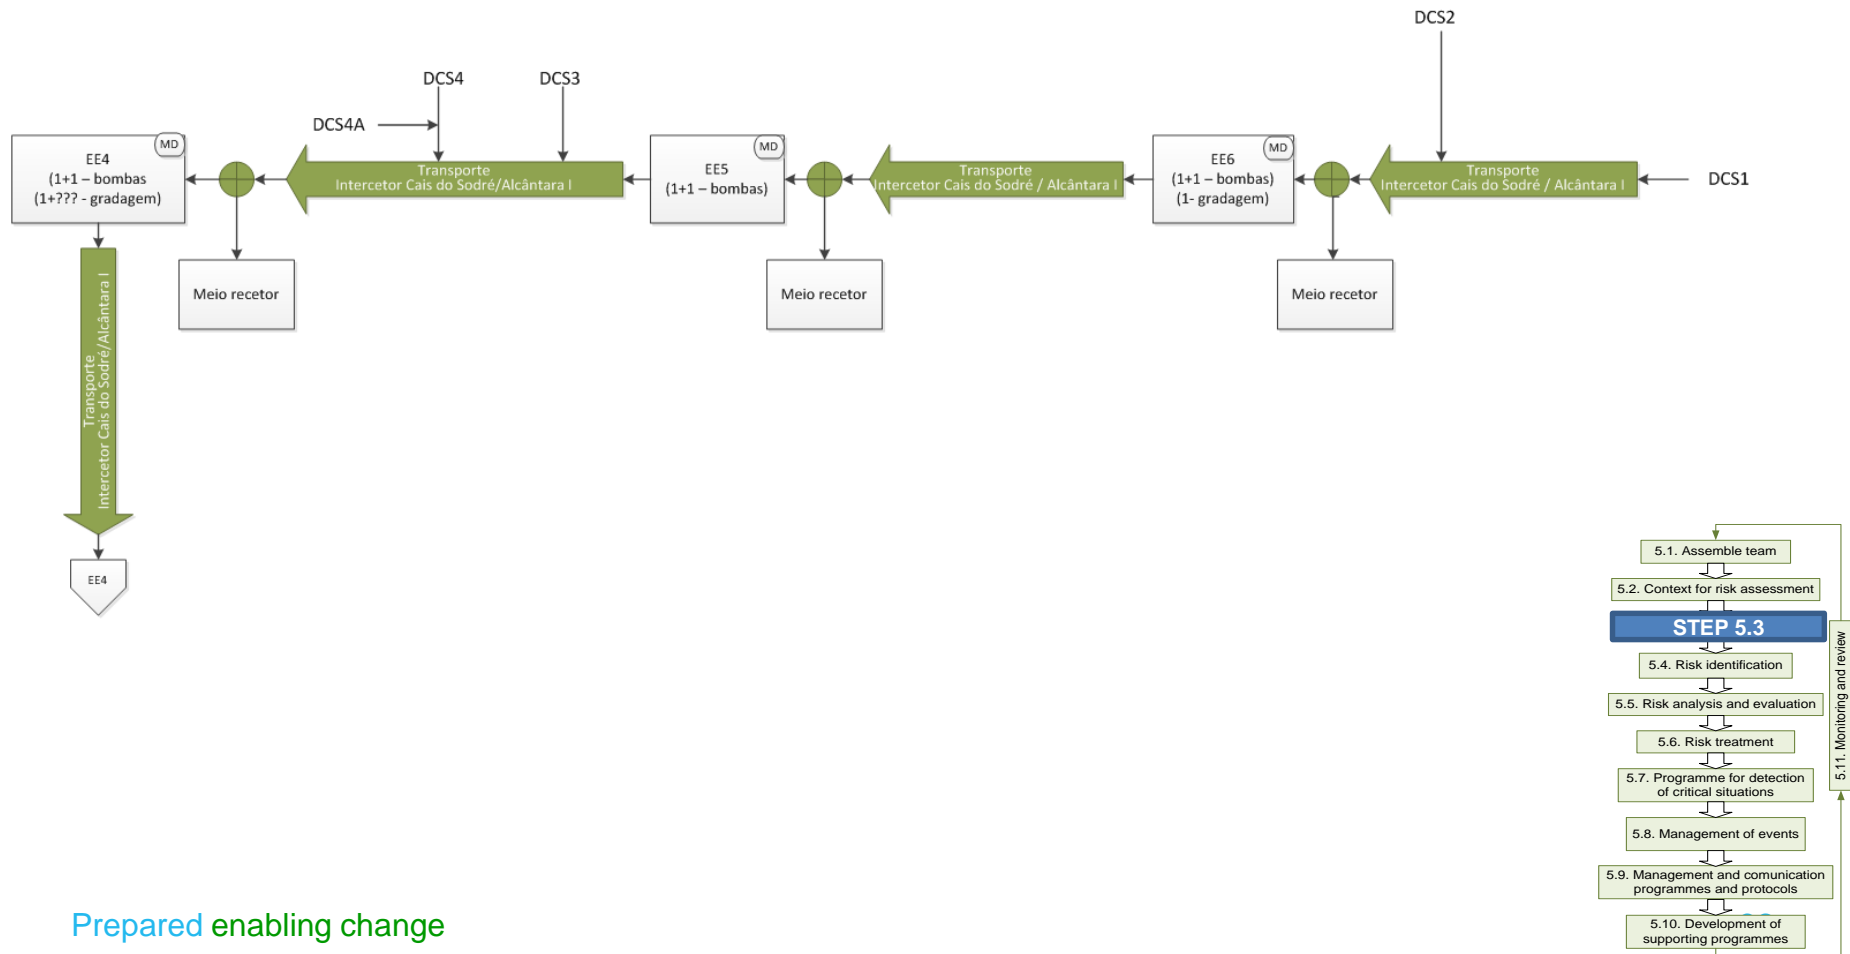 DCS2
DCS4
DCS3
DCS4A
MD
EE4
(1+1 – bombas
(1+??? - gradagem)
Transporte
Intercetor Cais do Sodré/Alcântara I
MD
EE5
(1+1 – bombas)
Transporte
Intercetor Cais do Sodré / Alcântara I
MD
EE6
(1+1 – bombas)
(1- gradagem)
Transporte
Intercetor Cais do Sodré / Alcântara I
DCS1
Meio recetor
Meio recetor
Meio recetor
Transporte
Intercetor Cais do Sodré/Alcântara I
EE4
5.1. Assemble team
5.2. Context for risk assessment
STEP 5.3
5.4. Risk identification
5.5. Risk analysis and evaluation
5.6. Risk treatment
5.7. Programme for detection
of critical situations
5.8. Management of events
5.9. Management and comunication
programmes and protocols
5.10. Development of
supporting programmes
5.11. Monitoring and review
Prepared enabling change